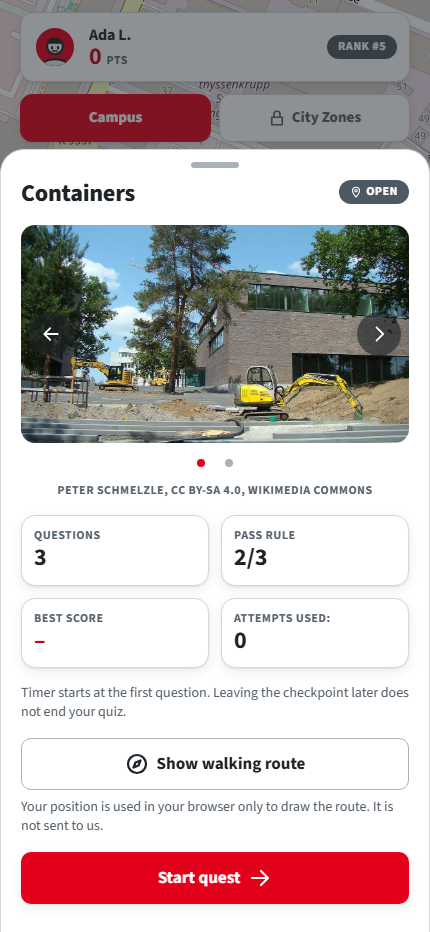 Ada L.
0 PTS
RANK #5
thyssenkrupp
51
Campus
City Zones
49
Containers
OPEN
PETER SCHMELZLE, CC BY-SA 4.0, WIKIMEDIA COMMONS
QUESTIONS
3
PASS RULE
2/3
BEST SCORE
–
ATTEMPTS USED:
0
Timer starts at the first question. Leaving the checkpoint later does
not end your quiz.
Show walking route
Your position is used in your browser only to draw the route. It is
not sent to us.
Start quest